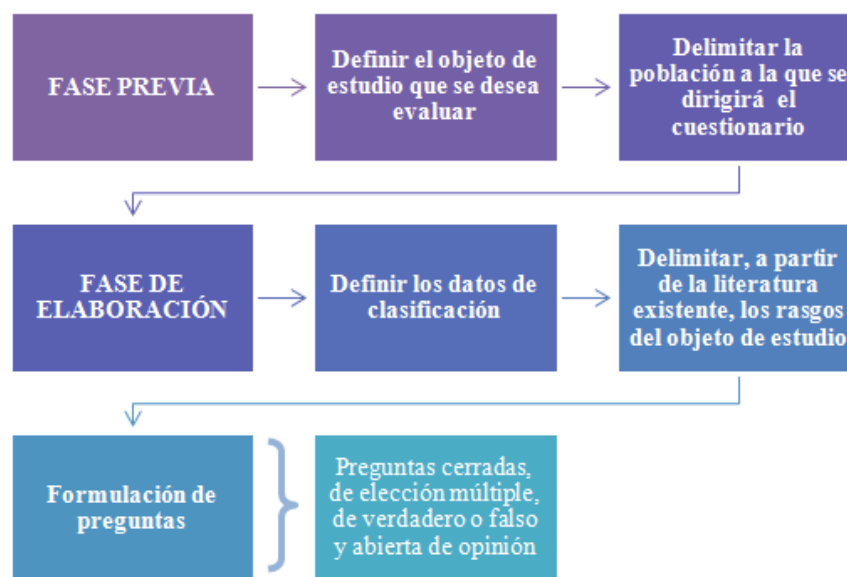 FASE PREVIA
Definir el objeto de
estudio que se desea
evaluar
Delimitar la
población a la que se
dirigirá el
cuestionario
FASE DE
ELABORACIÓN
Definir los datos de
clasificación
Delimitar, a partir
de la literatura
existente, los rasgos
del objeto de estudio
Formulación de
preguntas
Preguntas cerradas,
de elección múltiple,
de verdadero o falso
y abierta de opinión